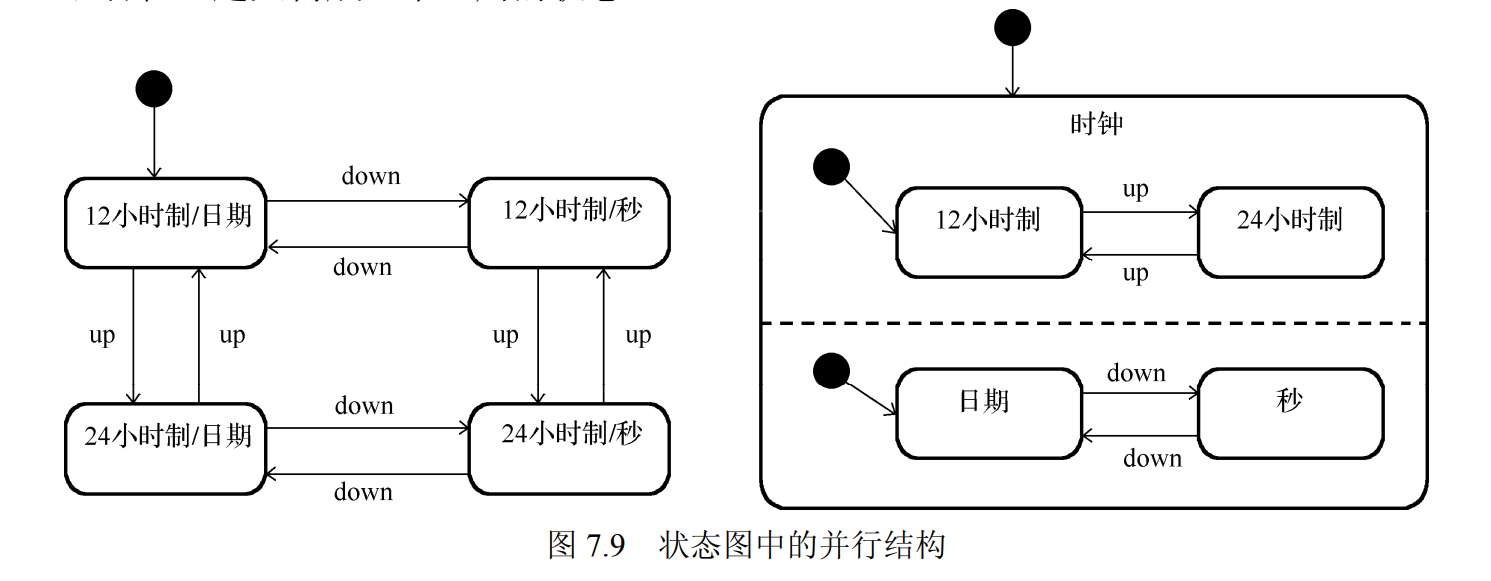 时钟
down
12小时制/日期
12小时制/秒
down
up
up
up
up
down
24小时制/日期
24小时制/秒
down
up
12小时制
24小时制
up
down
日期
秒
down
图 7.9 状态图中的并行结构